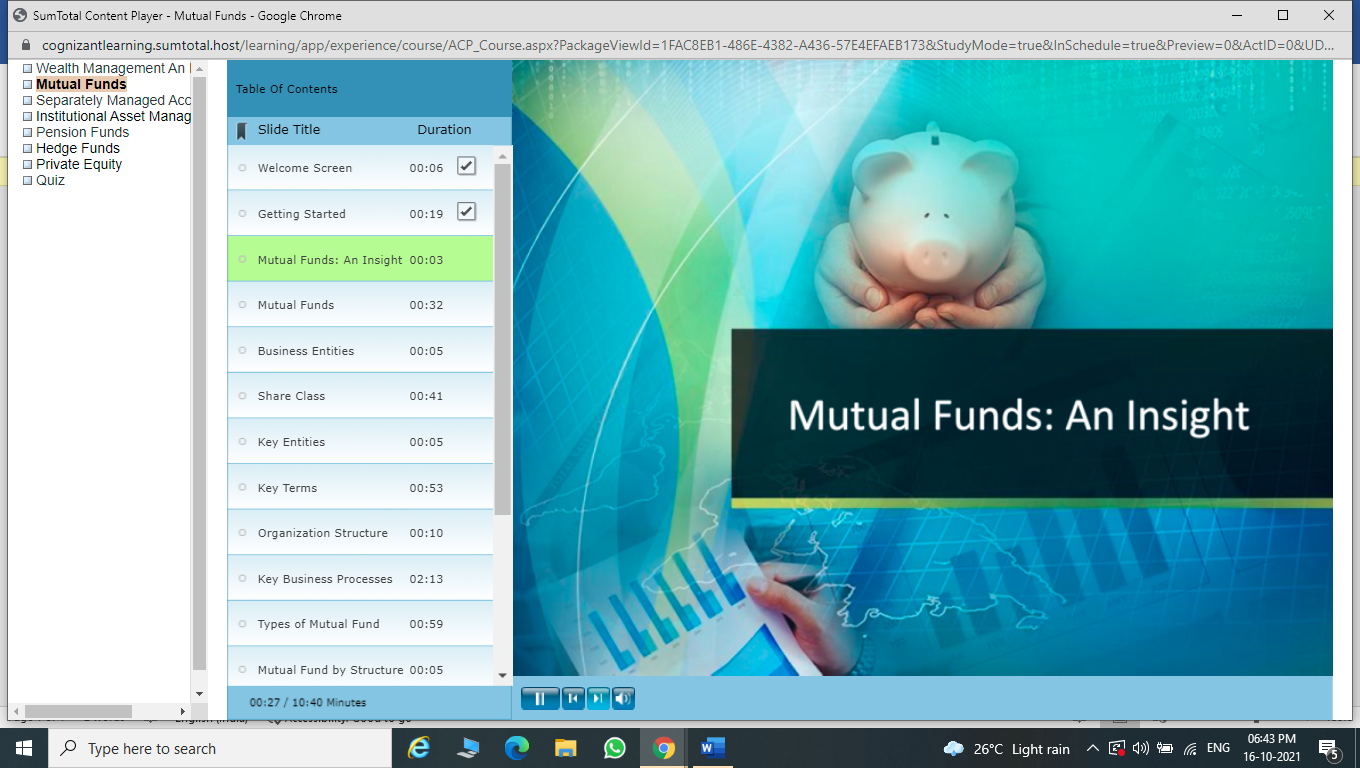 SumTotal Content Player - Mutual Funds - Google Chrome
cognizantlearning.sumtotal.host/learning/app/experience/course/ACP_Course.aspx?PackageViewId=1FAC8EB1-486E-4382-A436-57E4EFAEB173&StudyMode=true&InSchedule=true&Preview=0&ActID=0&UD...
Wealth Management An
Mutual Funds
Separately Managed Acc
Institutional Asset Manag
Pension Funds
Hedge Funds
Private Equity
Quiz
Table Of Contents
Slide Title Duration
Welcome Screen 00:06
Getting Started 00:19
Mutual Funds: An Insight 00:03
Mutual Funds 00:32
Business Entities 00:05
Share Class 00:41
Key Entities 00:05
Key Terms 00:53
Organization Structure 00:10
Key Business Processes 02:13
Types of Mutual Fund 00:59
Mutual Fund by Structure 00:05
00:27 / 10:40 Minutes
Mutual Funds: An Insight
Type here to search
26°C Light rain
ENG
06:43 PM
16-10-2021
5